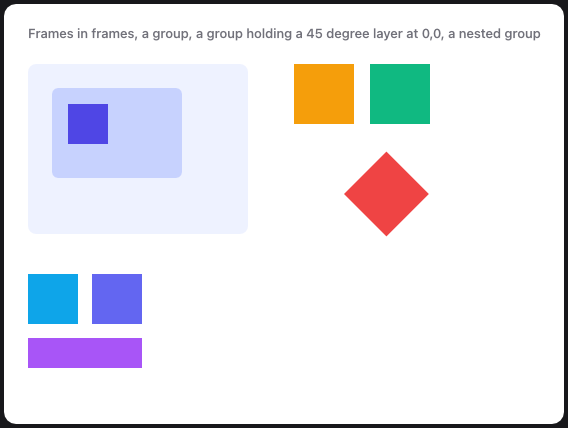 Frames in frames, a group, a group holding a 45 degree layer at 0,0, a nested group